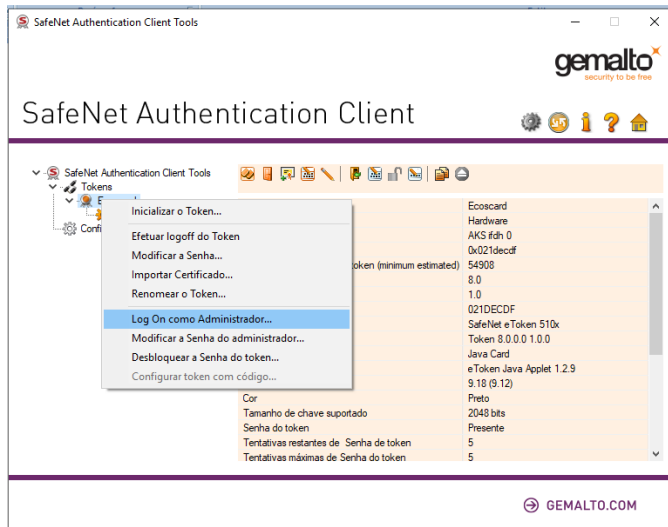 SafeNet Authentication Client Tools
gemalto
security to be free
SafeNet Authentication Client
SafeNet Authentication Client Tools
Tokens
Inicializar o Token...
Efetuar logoff do Token
Modificar a Senha...
Importar Certificado...
Renomear o Token...
Log On como Administrador...
Modificar a Senha do administrador...
Desbloquear a Senha do token...
Configurar token com código...
Ecoscard
Hardware
AKS ifdh 0
0x021decdf
token (minimum estimated) 54908
8.0
1.0
021DECDF
SafeNet eToken 510x
Token 8.0.0.0 1.0.0
Java Card
eToken Java Applet 1.2.9
9.18 (9.12)
Cor Preto
Tamanho de chave suportado 2048 bits
Senha do token Presente
Tentativas restantes de Senha de token 5
Tentativas máximas de Senha do token 5
GEMALTO.COM